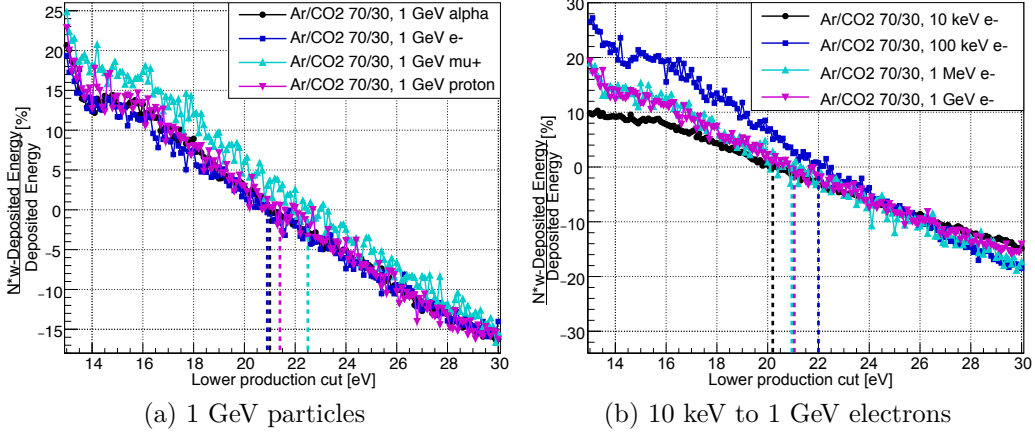 N*w-Deposited Energy
Deposited Energy
[%]
25
20
15
10
5
0
−5
−10
−15
Ar/CO2 70/30, 1 GeV alpha
Ar/CO2 70/30, 1 GeV e-
Ar/CO2 70/30, 1 GeV mu+
Ar/CO2 70/30, 1 GeV proton
14 16 18 20 22 24 26 28 30
Lower production cut [eV]
(a) 1 GeV particles
N*w-Deposited Energy
Deposited Energy
[%]
30
20
10
0
−10
−20
−30
Ar/CO2 70/30, 10 keV e-
Ar/CO2 70/30, 100 keV e-
Ar/CO2 70/30, 1 MeV e-
Ar/CO2 70/30, 1 GeV e-
14 16 18 20 22 24 26 28 30
Lower production cut [eV]
(b) 10 keV to 1 GeV electrons